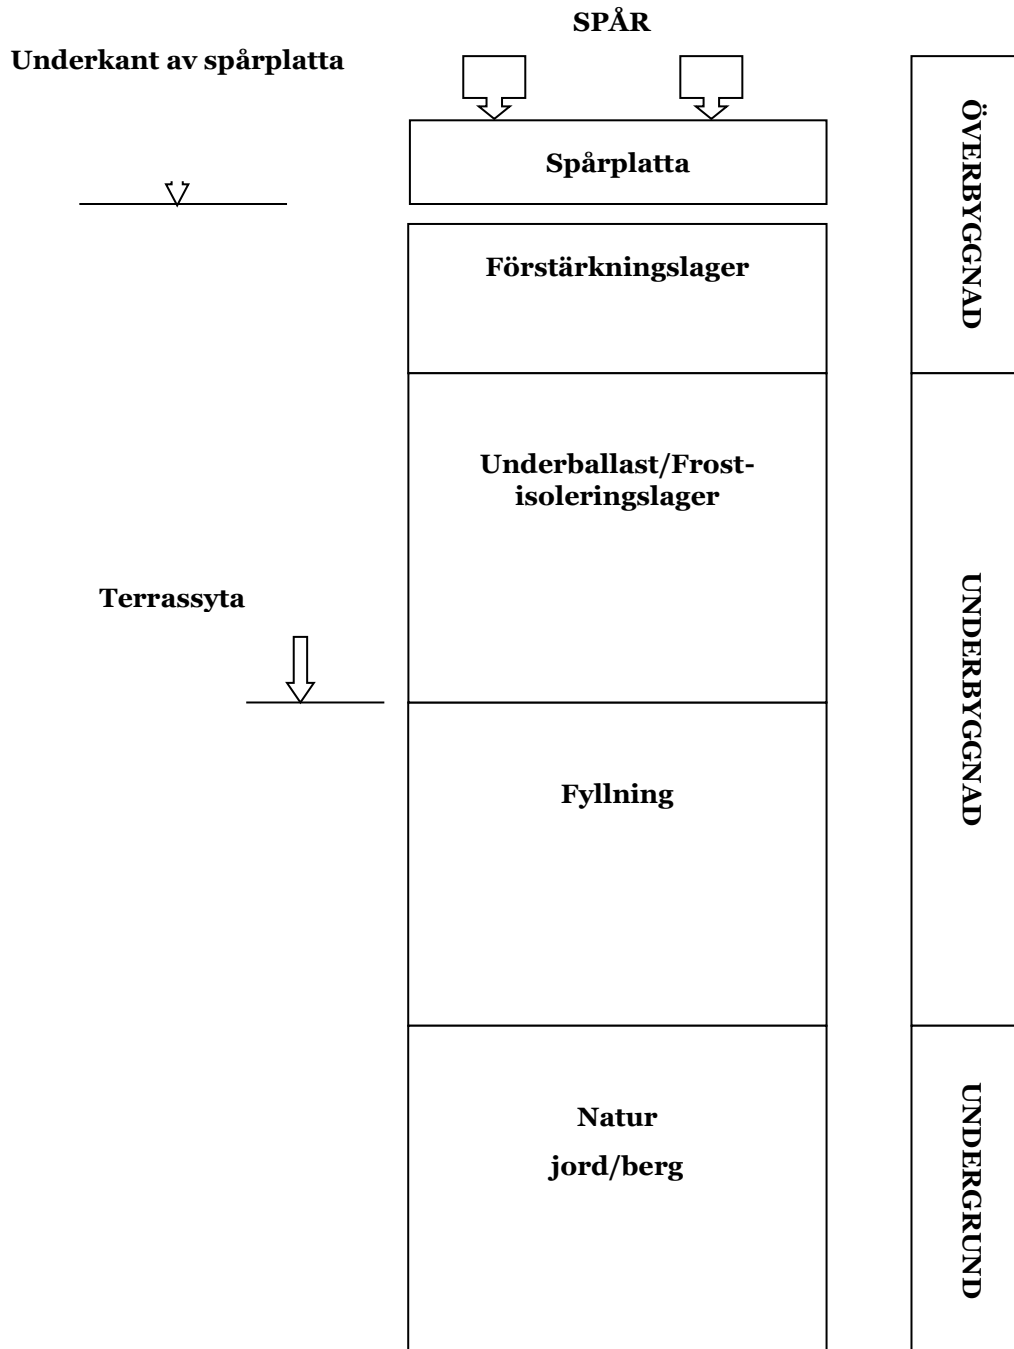 SPÅR
Underkant av spårplatta
Spårplatta
Förstärkningslager
ÖVERBYGGNAD
Underballast/Frost-
isoleringslager
Terrassyta
Fyllning
UNDERBYGGNAD
Natur
jord/berg
UNDERGRUND